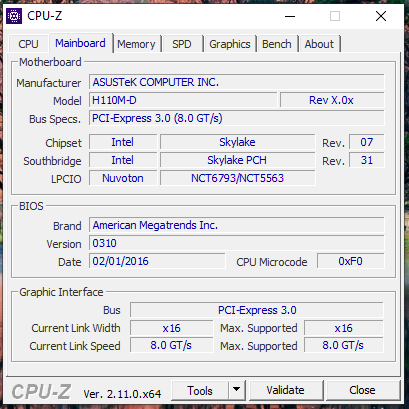 CPU-Z
CPU Mainboard Memory SPD Graphics Bench About
Motherboard
Manufacturer ASUSTeK COMPUTER INC.
Model H110M-D Rev X.0x
Bus Specs. PCI-Express 3.0 (8.0 GT/s)
Chipset Intel Skylake Rev. 07
Southbridge Intel Skylake PCH Rev. 31
LPCIO Nuvoton NCT6793/NCT5563
BIOS
Brand American Megatrends Inc.
Version 0310
Date 02/01/2016 CPU Microcode 0xF0
Graphic Interface
Bus PCI-Express 3.0
Current Link Width x16 Max. Supported x16
Current Link Speed 8.0 GT/s Max. Supported 8.0 GT/s
CPU-Z Ver. 2.11.0.x64 Tools Validate Close